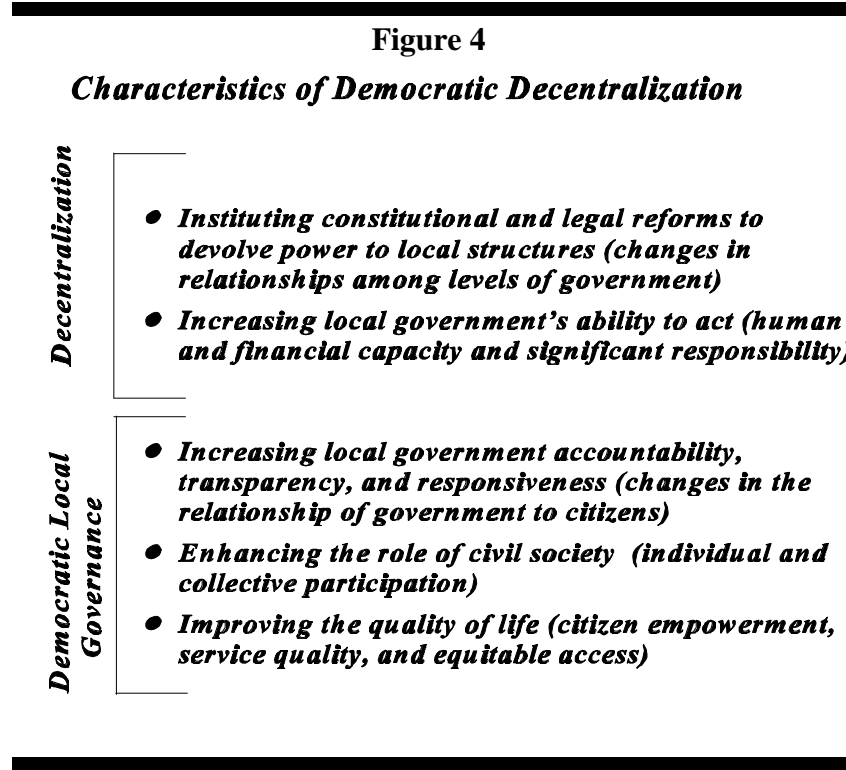 Figure 4
Characteristics of Democratic Decentralization
Decentralization
● Instituting constitutional and legal reforms to
devolve power to local structures (changes in
relationships among levels of government)
● Increasing local government's ability to act (human
and financial capacity and significant responsibility)
Democratic Local
Governance
● Increasing local government accountability,
transparency, and responsiveness (changes in the
relationship of government to citizens)
● Enhancing the role of civil society (individual and
collective participation)
● Improving the quality of life (citizen empowerment,
service quality, and equitable access)